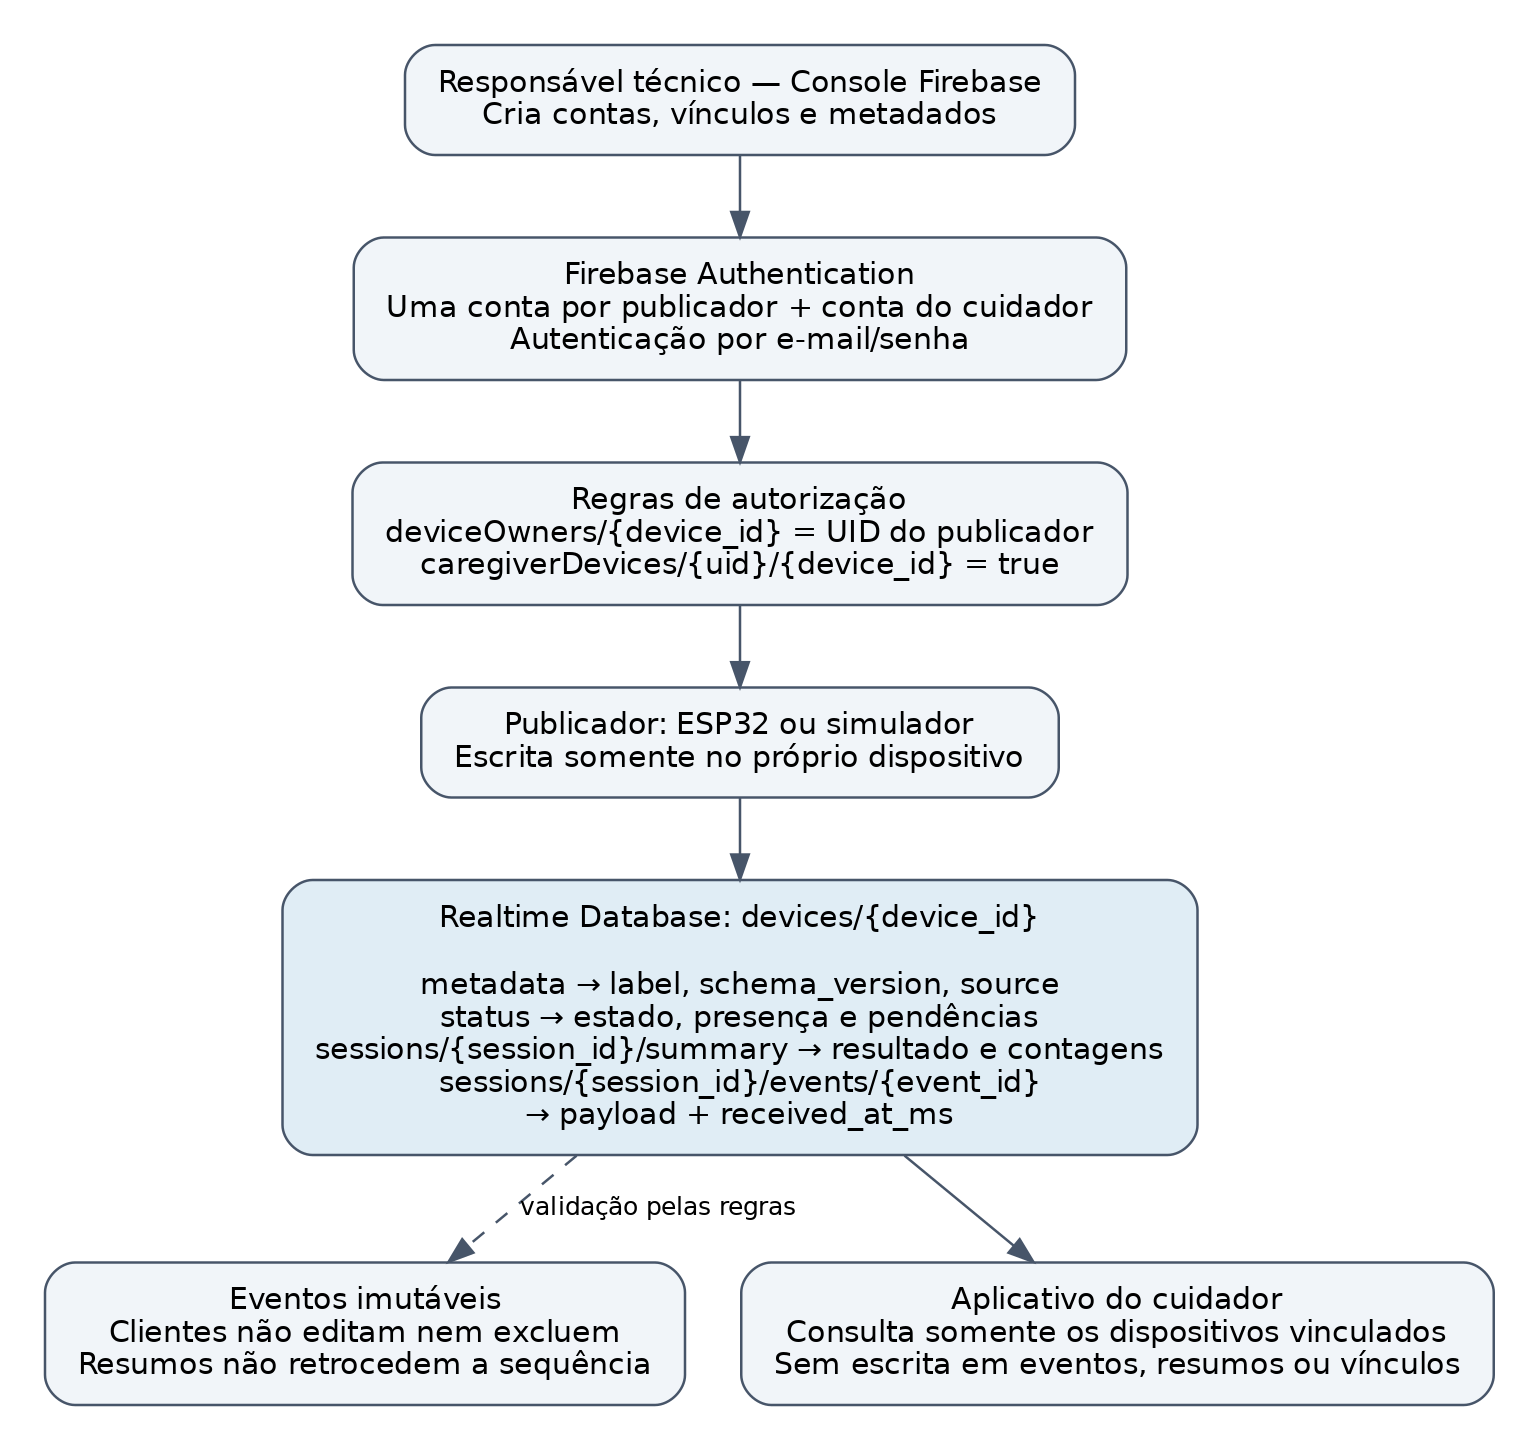 Responsável técnico — Console Firebase
Cria contas, vínculos e metadados
Firebase Authentication
Uma conta por publicador + conta do cuidador
Autenticação por e-mail/senha
Regras de autorização
deviceOwners/{device_id} = UID do publicador
caregiverDevices/{uid}/{device_id} = true
Publicador: ESP32 ou simulador
Escrita somente no próprio dispositivo
Realtime Database: devices/{device_id}
metadata → label, schema_version, source
status → estado, presença e pendências
sessions/{session_id}/summary → resultado e contagens
sessions/{session_id}/events/{event_id}
→ payload + received_at_ms
validação pelas regras
Eventos imutáveis
Clientes não editam nem excluem
Resumos não retrocedem a sequência
Aplicativo do cuidador
Consulta somente os dispositivos vinculados
Sem escrita em eventos, resumos ou vínculos